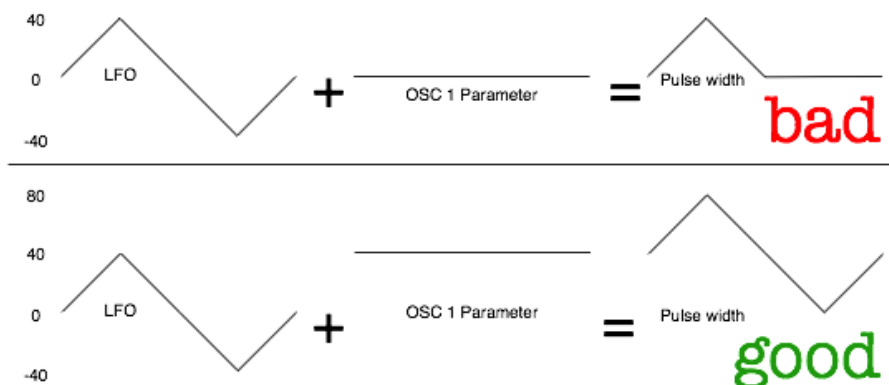 40
0
-40
LFO
+
OSC 1 Parameter
=
Pulse width
bad
80
40
0
-40
LFO
+
OSC 1 Parameter
=
Pulse width
good